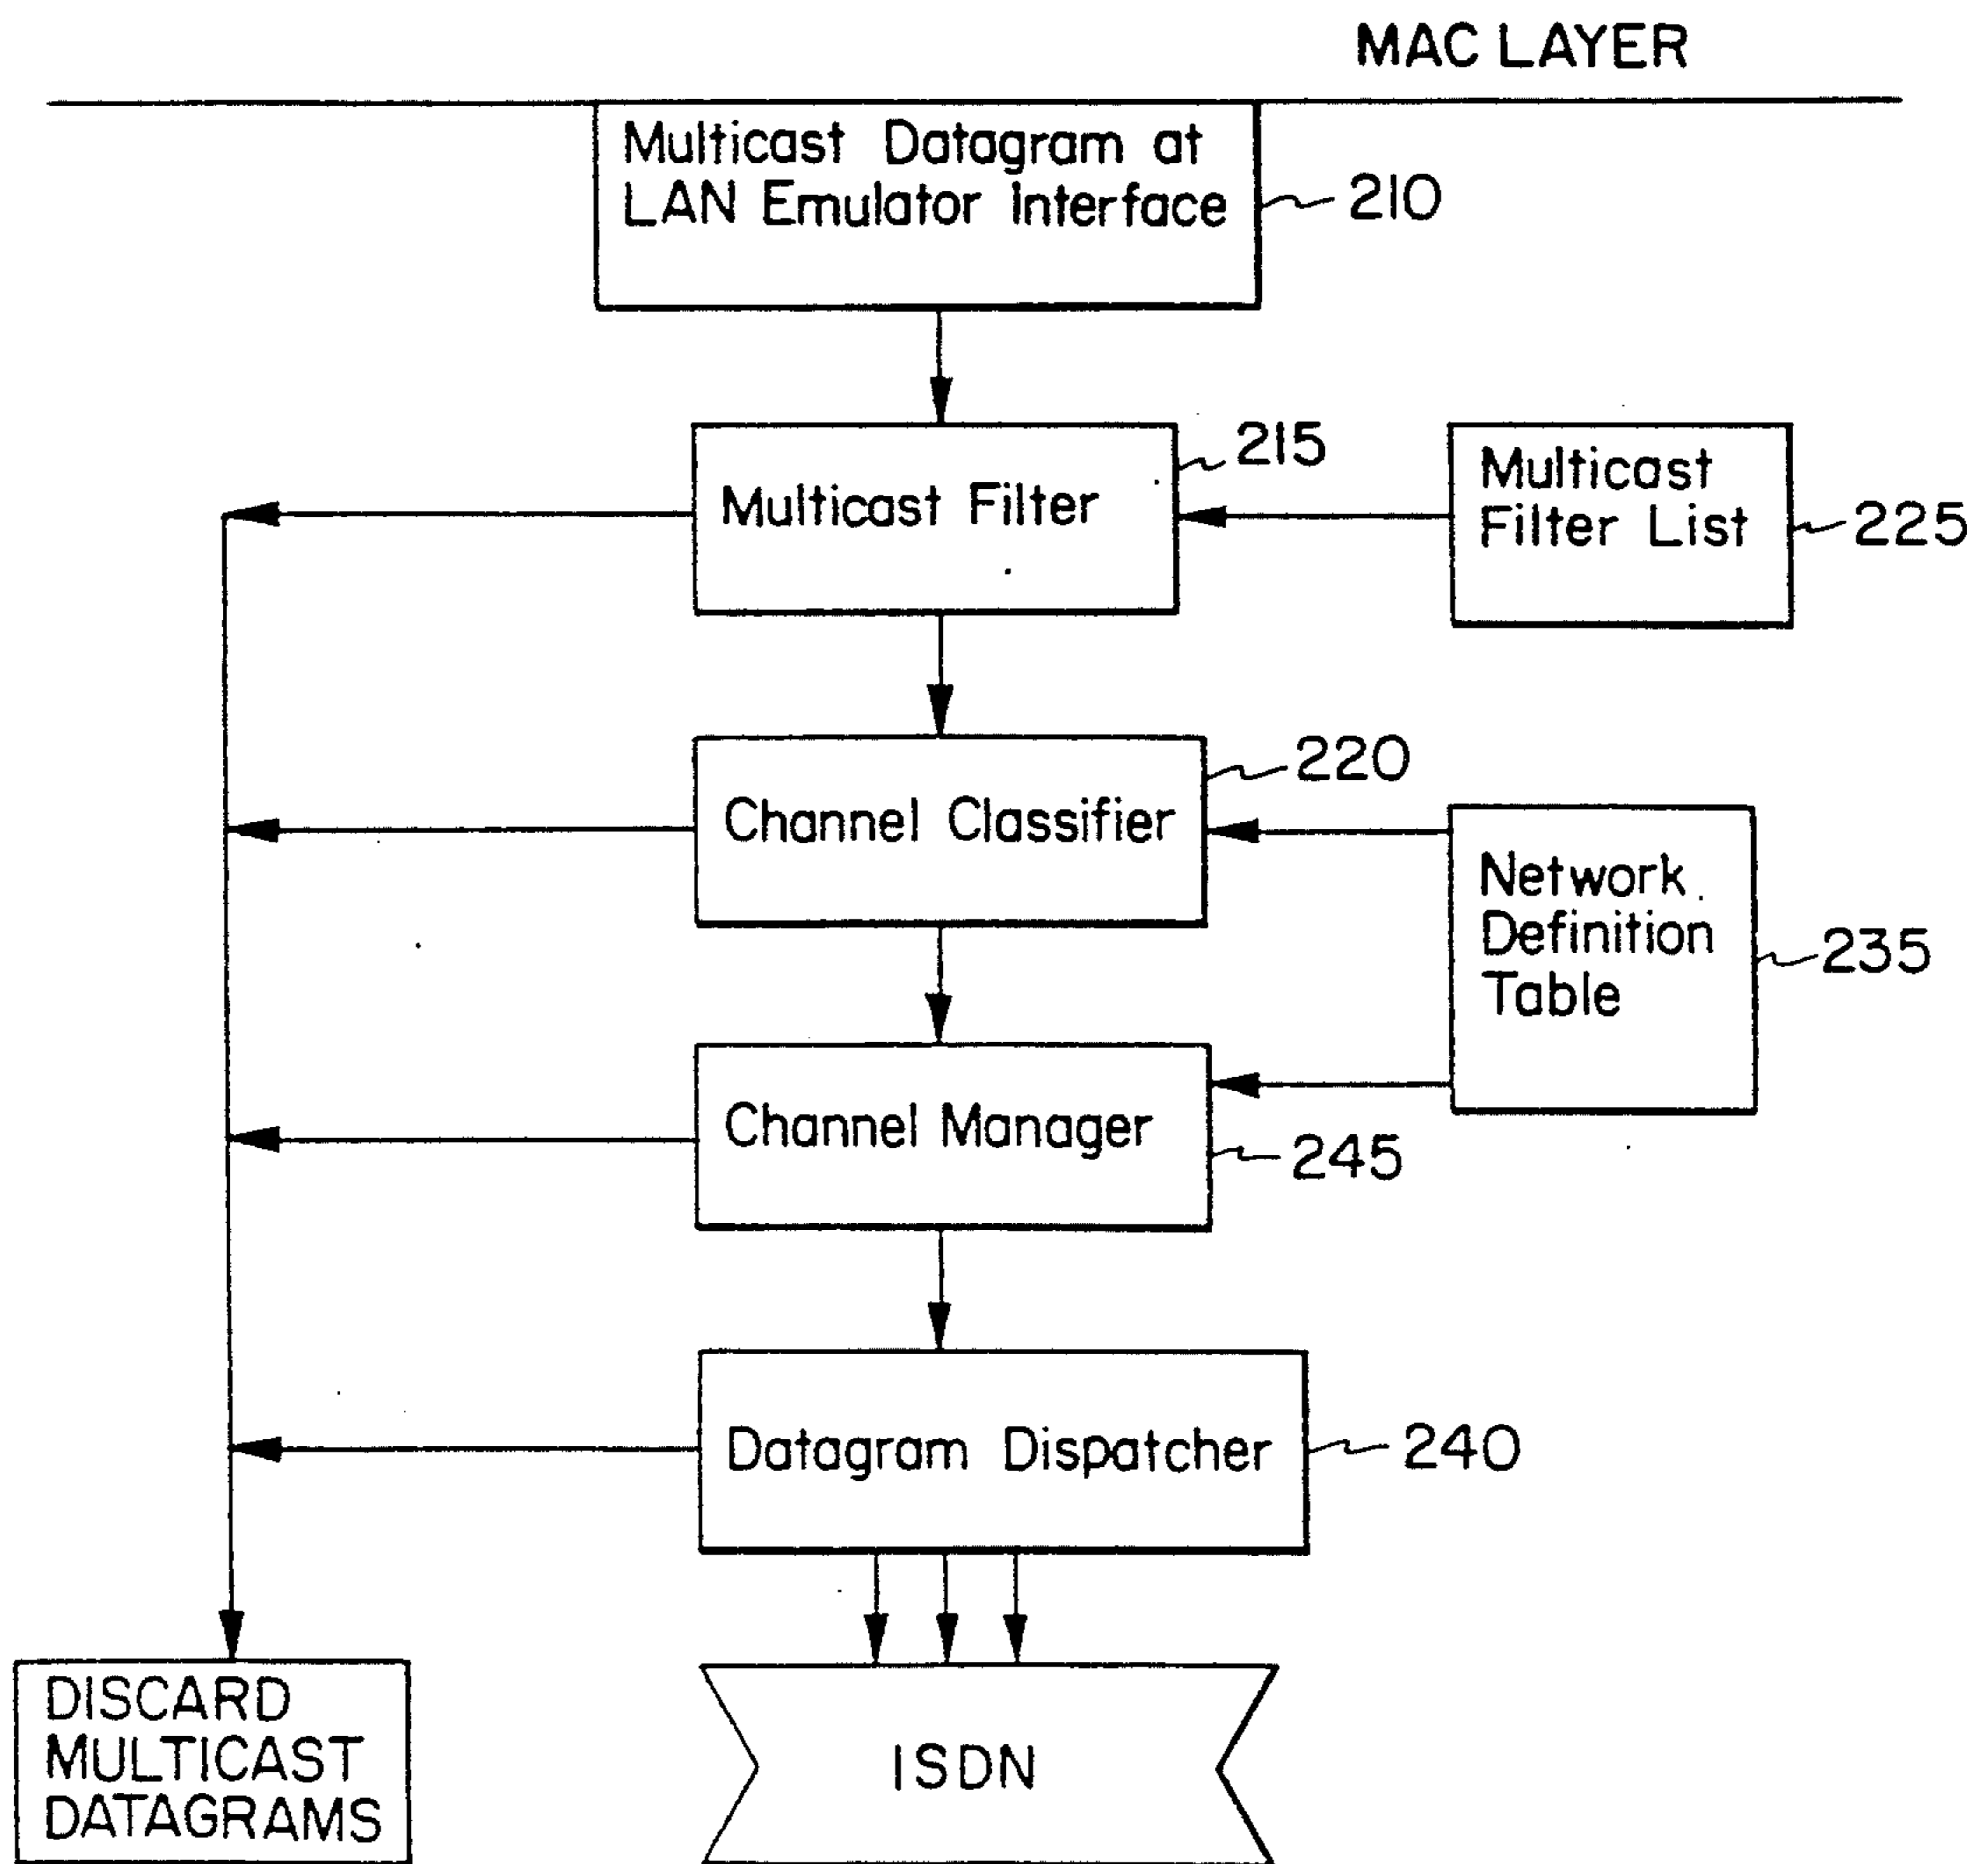 MAC LAYER
Multicast Datagram at
LAN Emulator Interface
210
Multicast Filter
215
Multicast
Filter List
225
Channel Classifier
220
Network
Definition
Table
235
Channel Manager
245
Datagram Dispatcher
240
DISCARD
MULTICAST
DATAGRAMS
ISDN